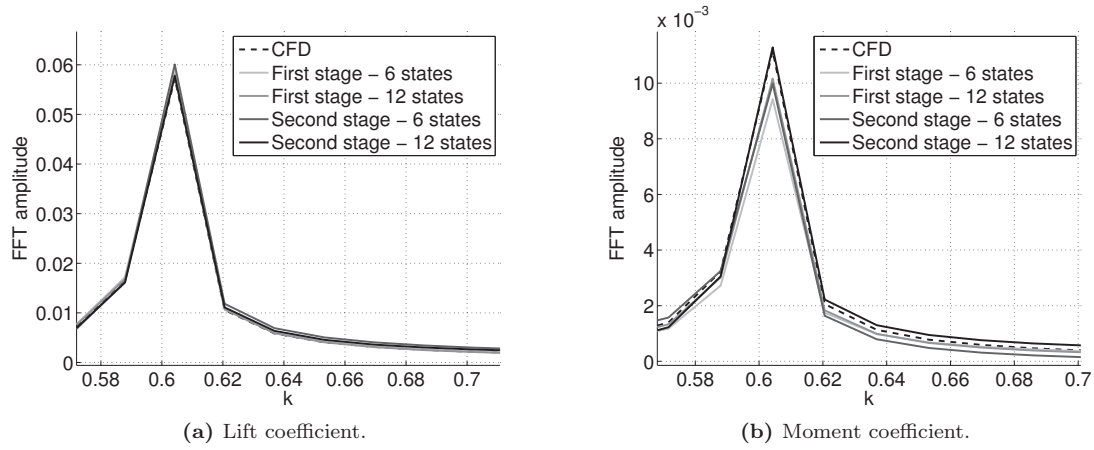 0.06
0.05
0.04
0.03
0.02
0.01
0
FFT amplitude
CFD
First stage − 6 states
First stage − 12 states
Second stage − 6 states
Second stage − 12 states
0.58 0.6 0.62 0.64 0.66 0.68 0.7
k
(a) Lift coefficient.
x 10⁻³
10
8
6
4
2
0
FFT amplitude
CFD
First stage − 6 states
First stage − 12 states
Second stage − 6 states
Second stage − 12 states
0.58 0.6 0.62 0.64 0.66 0.68 0.7
k
(b) Moment coefficient.